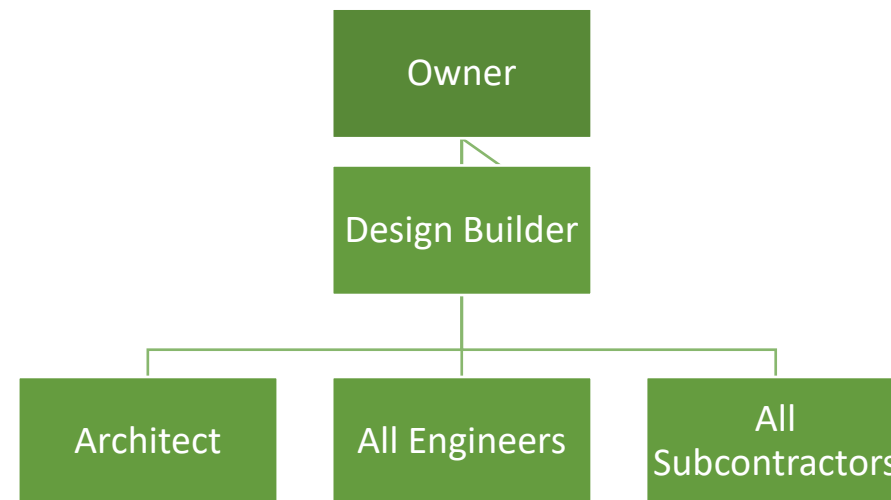 Owner
Design Builder
Architect
All Engineers
All
Subcontractors